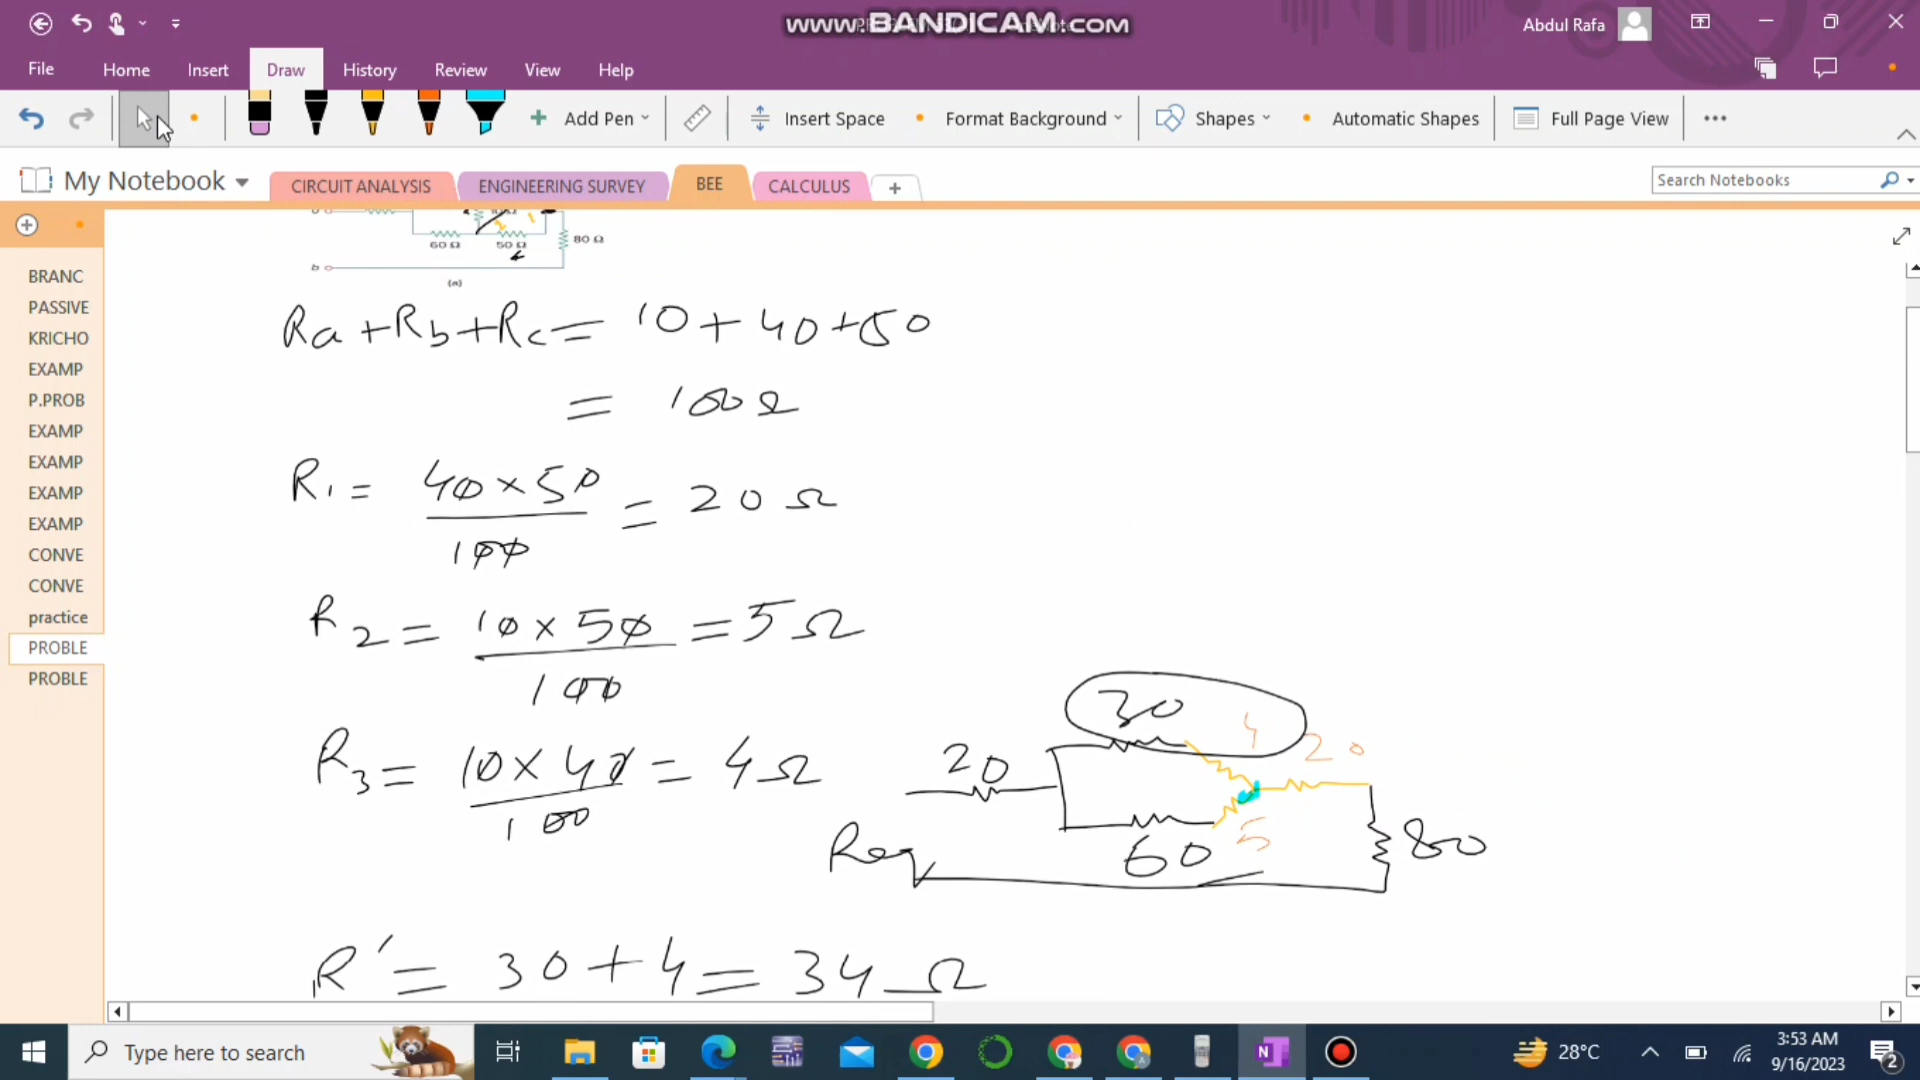 www.BANDICAM.com
Abdul Rafa
File Home Insert Draw History Review View Help
Add Pen Insert Space Format Background Shapes Automatic Shapes Full Page View
My Notebook CIRCUIT ANALYSIS ENGINEERING SURVEY BEE CALCULUS + Search Notebooks
BRANC
PASSIVE
KRICHO
EXAMP
P.PROB
EXAMP
EXAMP
EXAMP
EXAMP
CONVE
CONVE
practice
PROBLE
PROBLE
60 Ω 50 Ω 80 Ω
b
(a)
Ra + Rb + Rc = 10 + 40 + 50
= 100 Ω
R1 = 40 × 50 / 100 = 20 Ω
R2 = 10 × 50 / 100 = 5 Ω
R3 = 10 × 40 / 100 = 4 Ω
30 4 20
20
60 5 80
Req
R' = 30 + 4 = 34 Ω
Type here to search
28°C
3:53 AM
9/16/2023
2